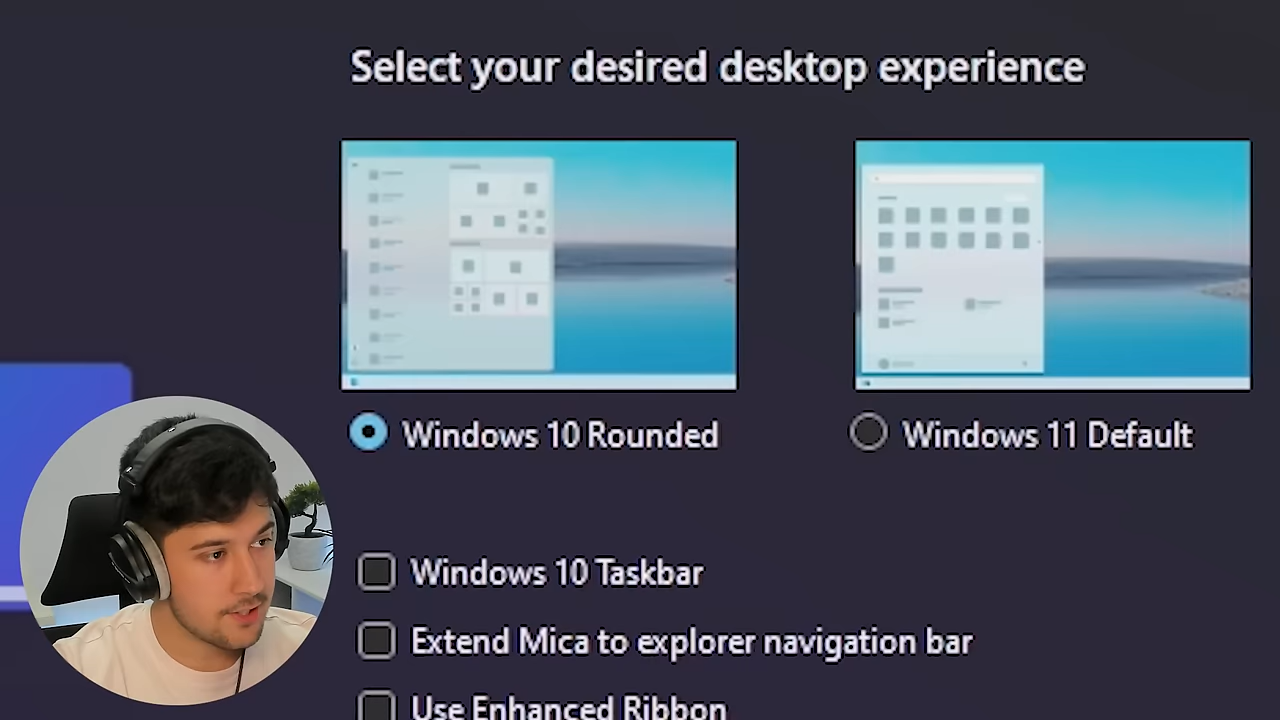 Select your desired desktop experience
Windows 10 Rounded
Windows 11 Default
Windows 10 Taskbar
Extend Mica to explorer navigation bar
Use Enhanced Ribbon